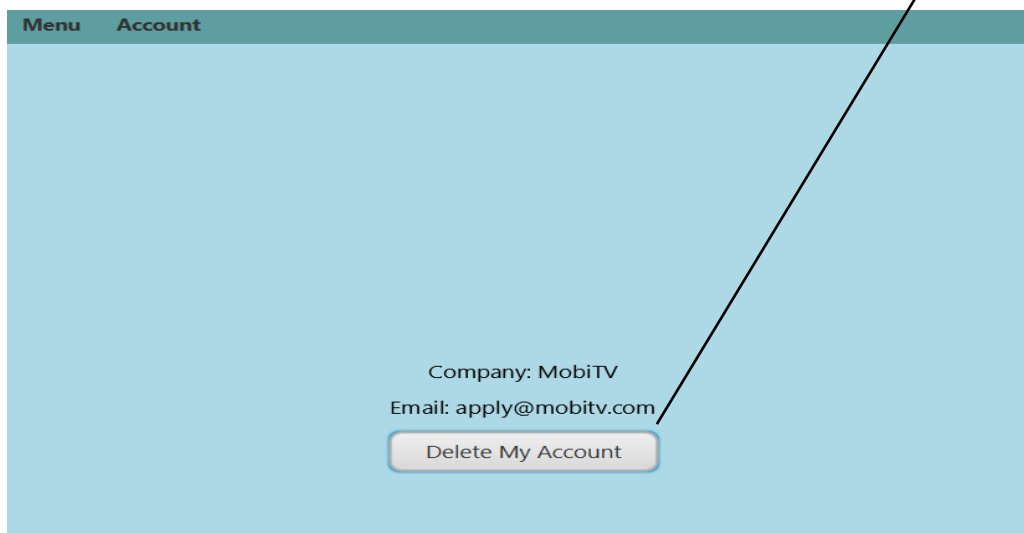 Menu Account
Company: MobiTV
Email: apply@mobitv.com
Delete My Account